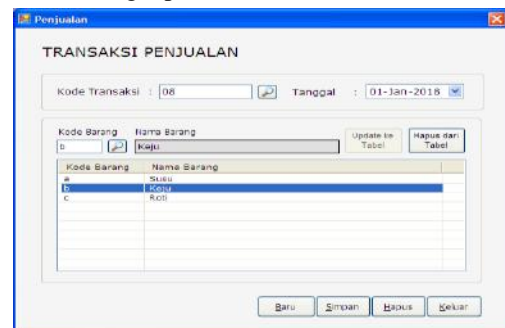 Penjualan
TRANSAKSI PENJUALAN
Kode Transaksi : 08 Tanggal : 01-Jan-2018
Kode Barang Nama Barang
b Keju Update ke Tabel Hapus dari Tabel
Kode Barang Nama Barang
a Susu
b Keju
c Roti
Baru Simpan Hapus Keluar